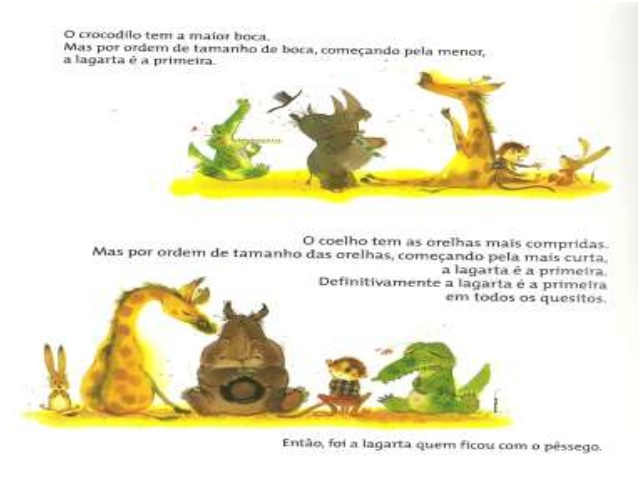 O crocodilo tem a maior boca.
Mas por ordem de tamanho de boca, começando pela menor,
a lagarta é a primeira.
O coelho tem as orelhas mais compridas.
Mas por ordem de tamanho das orelhas, começando pela mais curta,
a lagarta é a primeira.
Definitivamente a lagarta é a primeira
em todos os quesitos.
Então, foi a lagarta quem ficou com o pêssego.